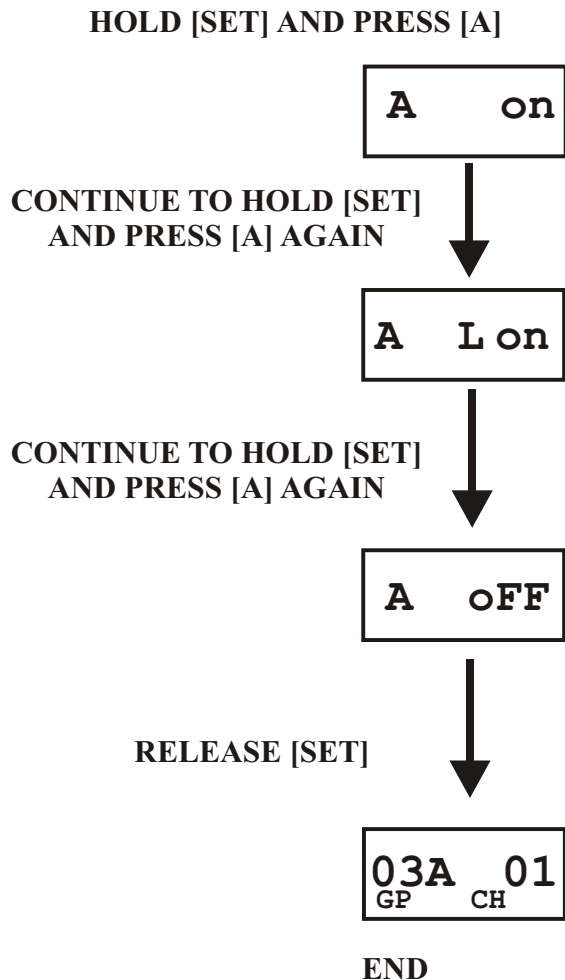 HOLD [SET] AND PRESS [A]
A on
CONTINUE TO HOLD [SET]
AND PRESS [A] AGAIN
A L on
CONTINUE TO HOLD [SET]
AND PRESS [A] AGAIN
A oFF
RELEASE [SET]
03A 01
GP CH
END